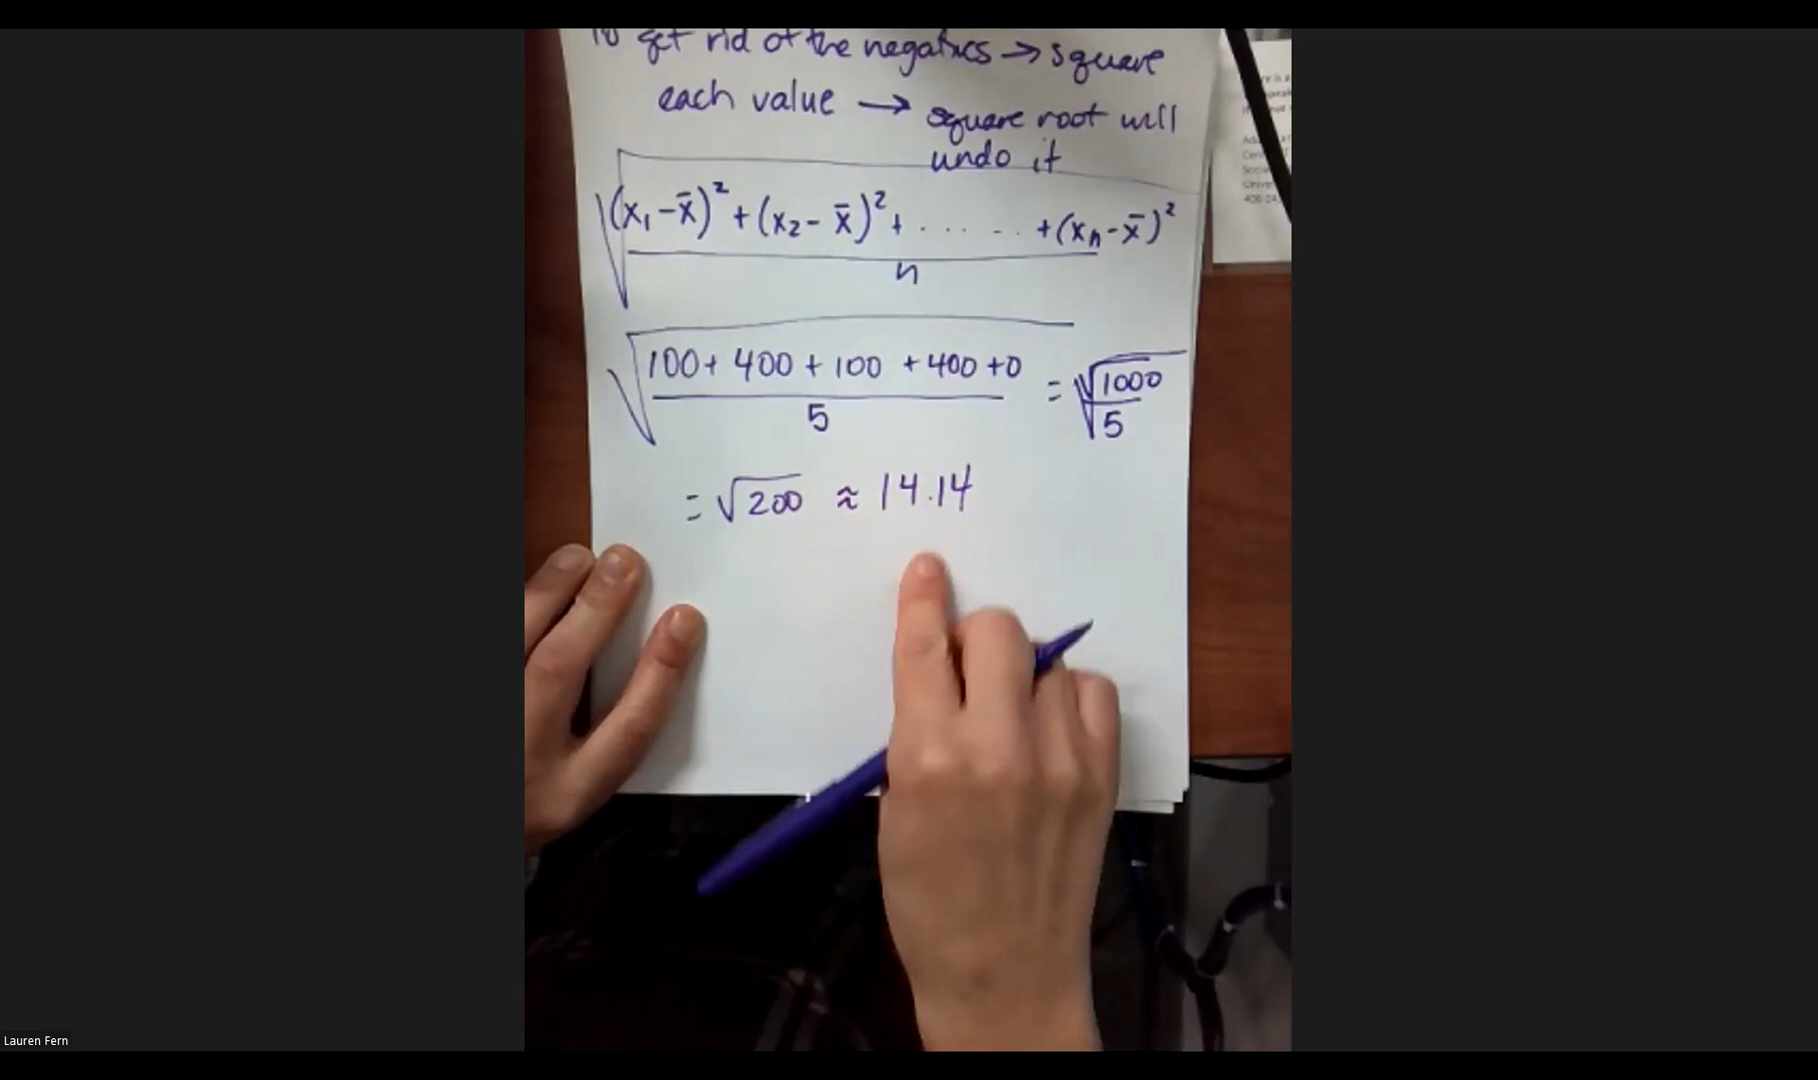 to get rid of the negatives → square
each value → square root will
undo it
√((x₁ - x̄)² + (x₂ - x̄)² + ...... + (xₙ - x̄)²
n
√(100 + 400 + 100 + 400 + 0 = √(1000
5 5
= √200 ≈ 14.14
Lauren Fern